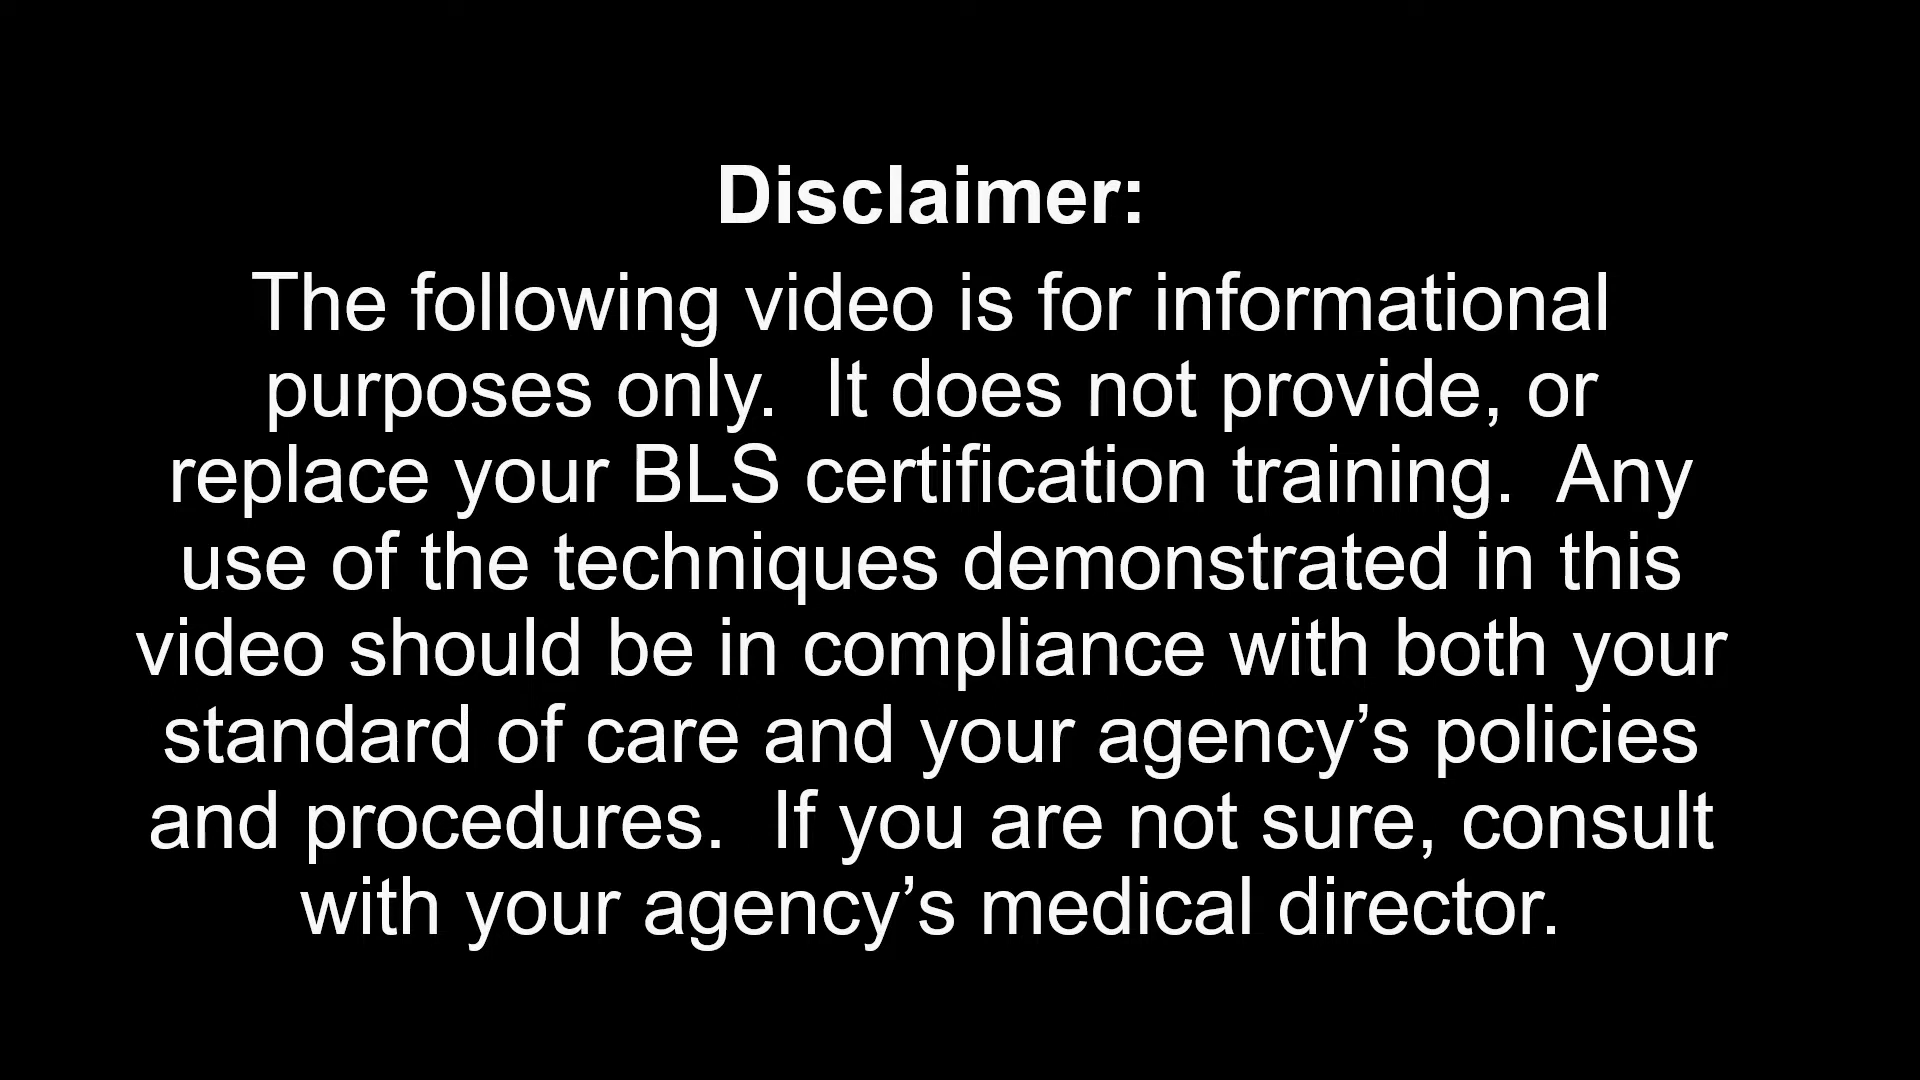 Disclaimer:
The following video is for informational
purposes only.  It does not provide, or
replace your BLS certification training.  Any
use of the techniques demonstrated in this
video should be in compliance with both your
standard of care and your agency’s policies
and procedures.  If you are not sure, consult
with your agency’s medical director.